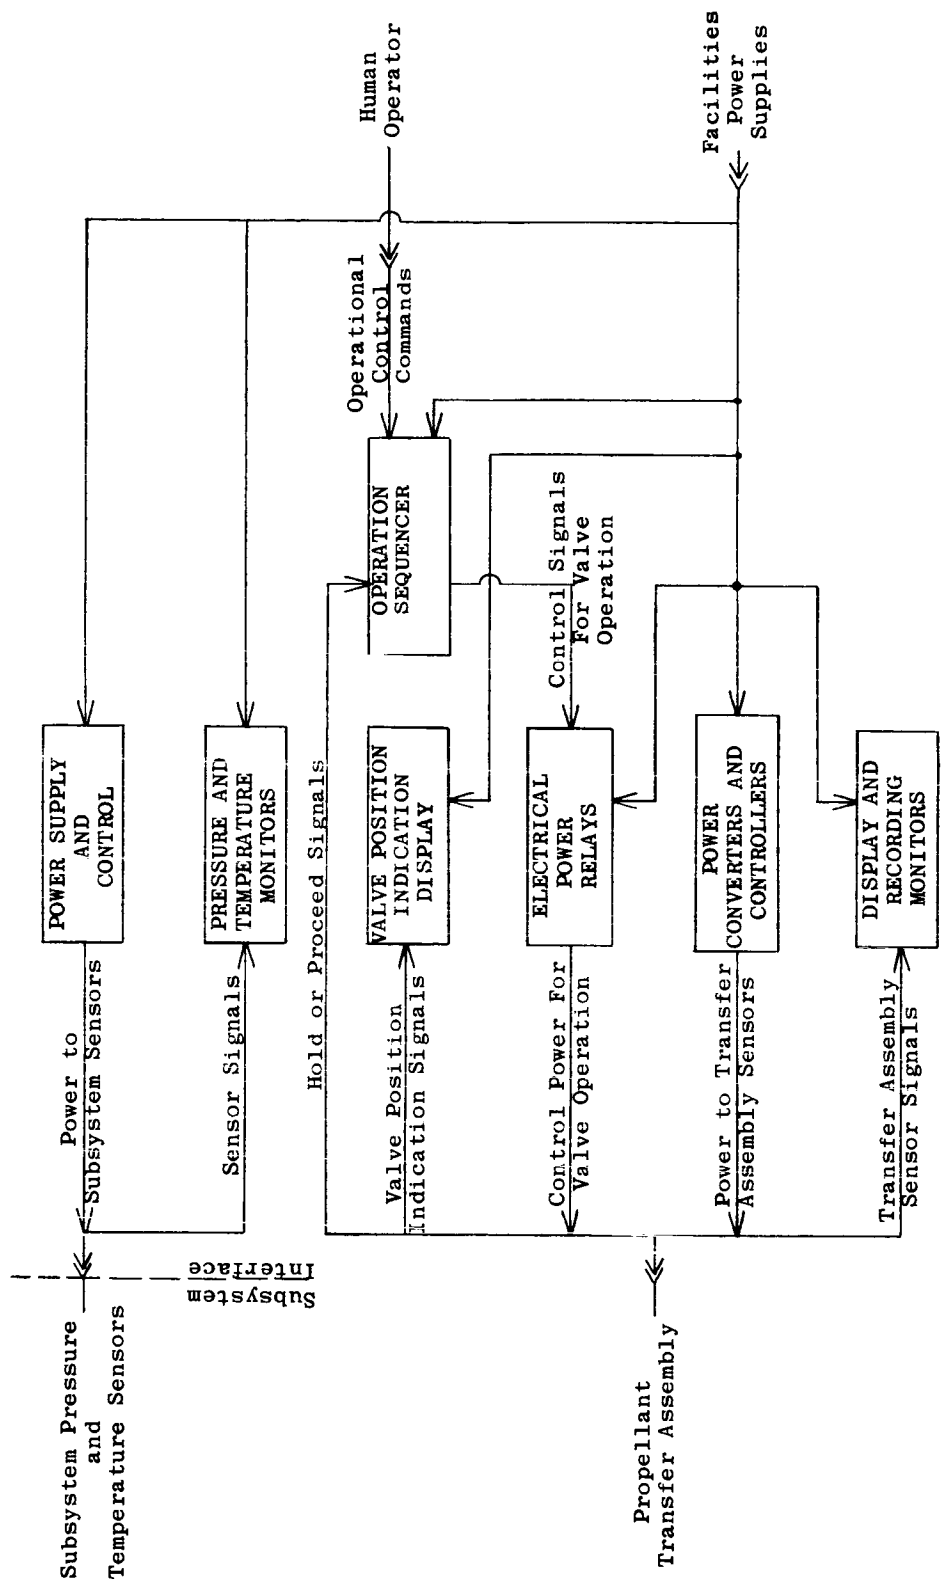 Subsystem Pressure
and
Temperature Sensors
Subsystem
Interface
Power to
Subsystem Sensors
POWER SUPPLY
AND
CONTROL
Sensor Signals
PRESSURE AND
TEMPERATURE
MONITORS
Hold or Proceed Signals
OPERATION
SEQUENCER
Operational
Control
Commands
Human
Operator
Valve Position
Indication Signals
VALVE POSITION
INDICATION
DISPLAY
Control Signals
For Valve
Operation
Control Power For
Valve Operation
ELECTRICAL
POWER
RELAYS
Propellant
Transfer Assembly
Power to Transfer
Assembly Sensors
POWER
CONVERTERS AND
CONTROLLERS
Facilities
Power
Supplies
Transfer Assembly
Sensor Signals
DISPLAY AND
RECORDING
MONITORS